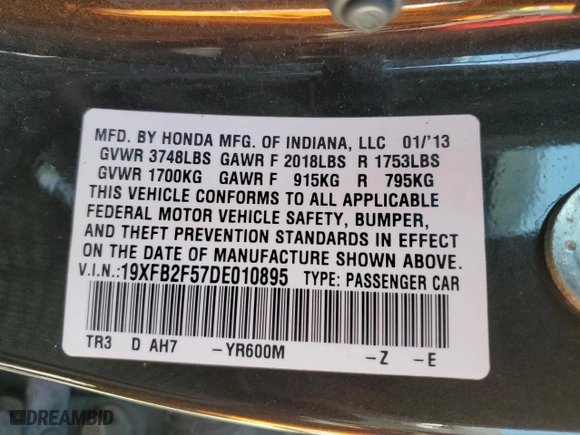 MFD. BY HONDA MFG. OF INDIANA, LLC 01/'13
GVWR 3748LBS GAWR F 2018LBS R 1753LBS
GVWR 1700KG GAWR F 915KG R 795KG
THIS VEHICLE CONFORMS TO ALL APPLICABLE
FEDERAL MOTOR VEHICLE SAFETY, BUMPER,
AND THEFT PREVENTION STANDARDS IN EFFECT
ON THE DATE OF MANUFACTURE SHOWN ABOVE.
V.I.N.:19XFB2F57DE010895 TYPE: PASSENGER CAR
TR3 D AH7 -YR600M -Z -E
DREAMBID